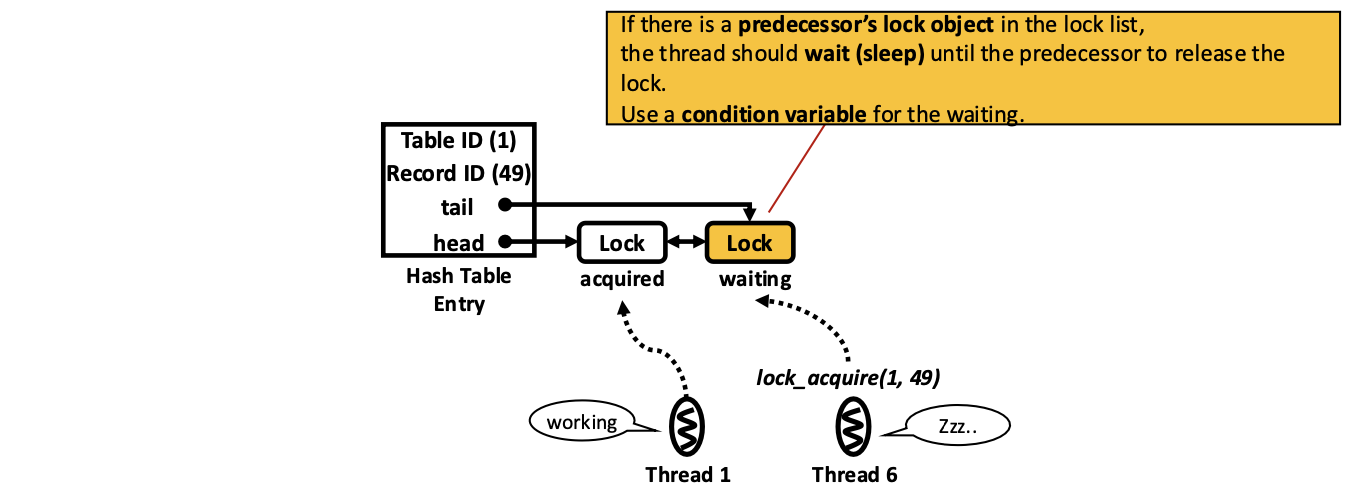 If there is a predecessor's lock object in the lock list,
the thread should wait (sleep) until the predecessor to release the
lock.
Use a condition variable for the waiting.
Table ID (1)
Record ID (49)
tail
head
Lock
Lock
Hash Table
Entry
acquired
waiting
lock_acquire(1, 49)
working
Zzz..
Thread 1
Thread 6